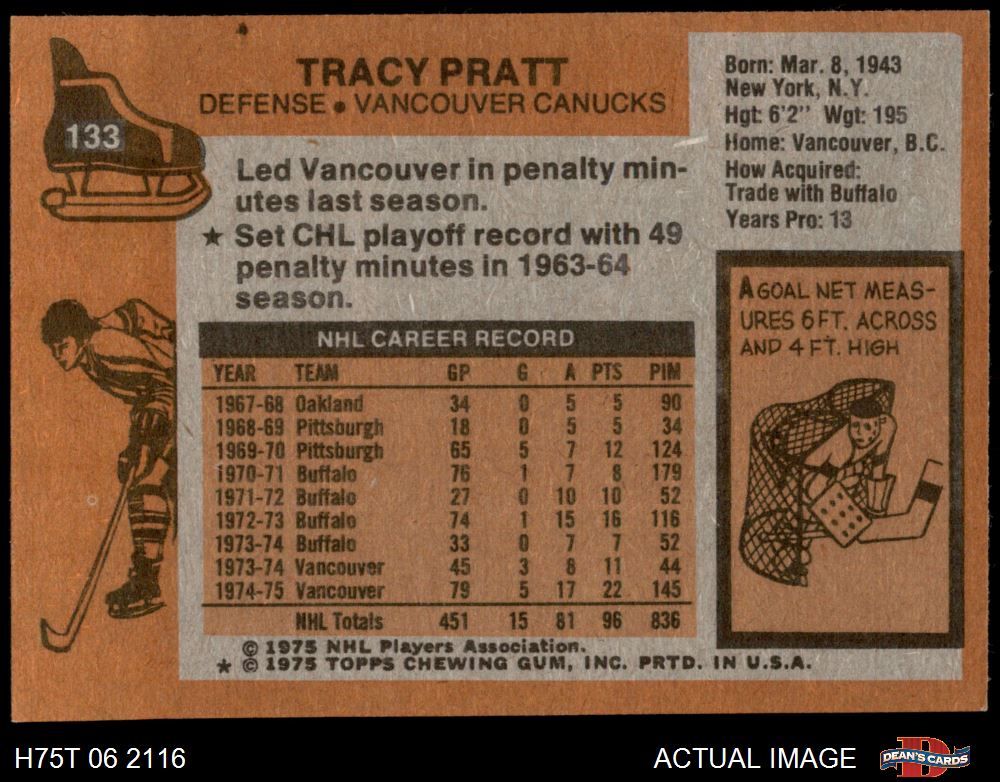 133
TRACY PRATT
DEFENSE • VANCOUVER CANUCKS
Born: Mar. 8, 1943
New York, N.Y.
Hgt: 6'2" Wgt: 195
Home: Vancouver, B.C.
How Acquired:
Trade with Buffalo
Years Pro: 13
Led Vancouver in penalty min-
utes last season.
★ Set CHL playoff record with 49
penalty minutes in 1963-64
season.
NHL CAREER RECORD
YEAR TEAM GP G A PTS PIM
1967-68 Oakland 34 0 5 5 90
1968-69 Pittsburgh 18 0 5 5 34
1969-70 Pittsburgh 65 5 7 12 124
1970-71 Buffalo 76 1 7 8 179
1971-72 Buffalo 27 0 10 10 52
1972-73 Buffalo 74 1 15 16 116
1973-74 Buffalo 33 0 7 7 52
1973-74 Vancouver 45 3 8 11 44
1974-75 Vancouver 79 5 17 22 145
NHL Totals 451 15 81 96 836
© 1975 NHL Players Association.
★ © 1975 TOPPS CHEWING GUM, INC. PRTD. IN U.S.A.
A GOAL NET MEAS-
URES 6 FT. ACROSS
AND 4 FT. HIGH
H75T 06 2116
ACTUAL IMAGE
DEAN'S CARDS